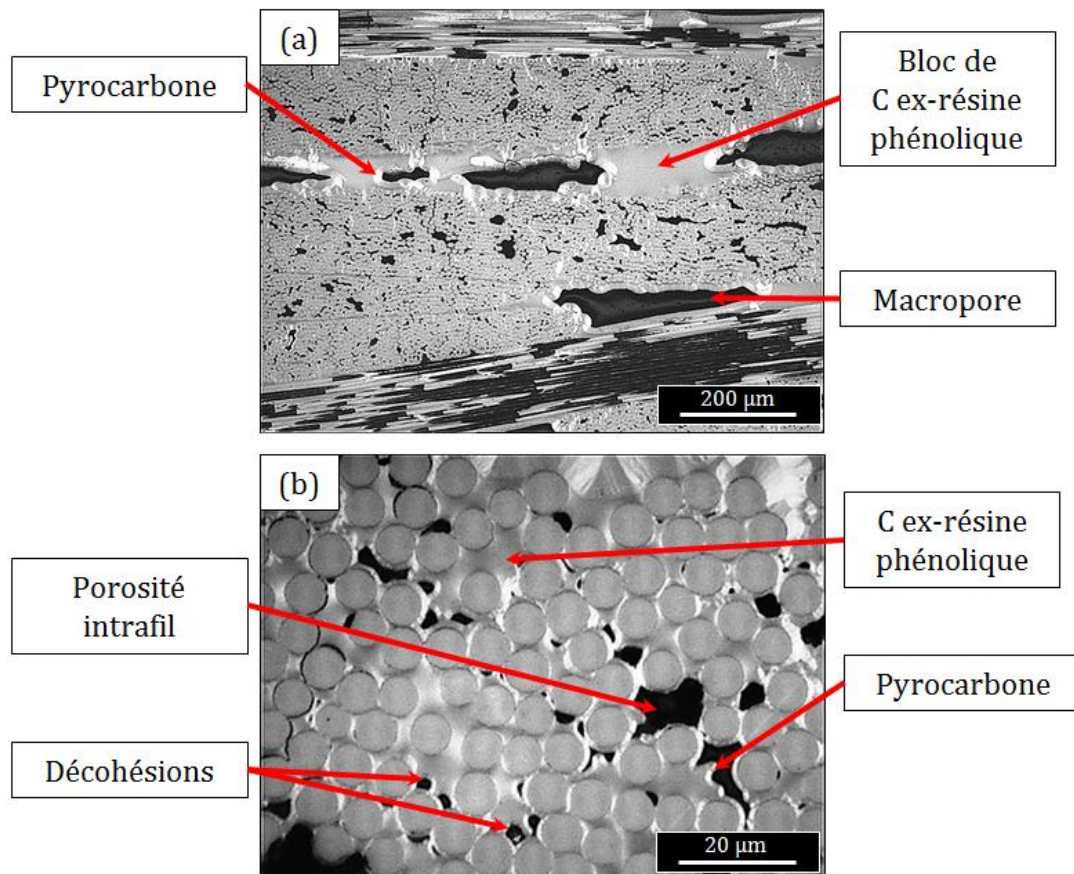 (a)
Pyrocarbone
Bloc de
C ex-résine
phénolique
Macropore
200 µm
(b)
C ex-résine
phénolique
Porosité
intrafil
Pyrocarbone
Décohésions
20 µm